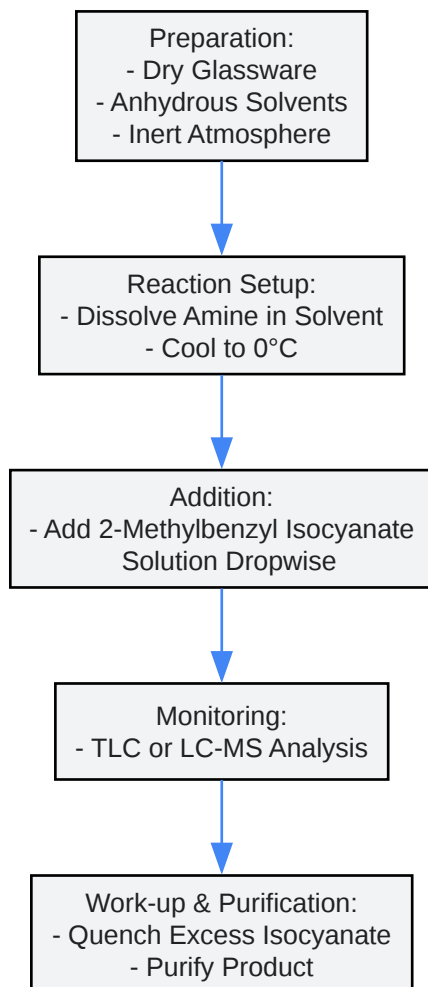 Preparation:
- Dry Glassware
- Anhydrous Solvents
- Inert Atmosphere
Reaction Setup:
- Dissolve Amine in Solvent
- Cool to 0°C
Addition:
- Add 2-Methylbenzyl Isocyanate
Solution Dropwise
Monitoring:
- TLC or LC-MS Analysis
Work-up & Purification:
- Quench Excess Isocyanate
- Purify Product